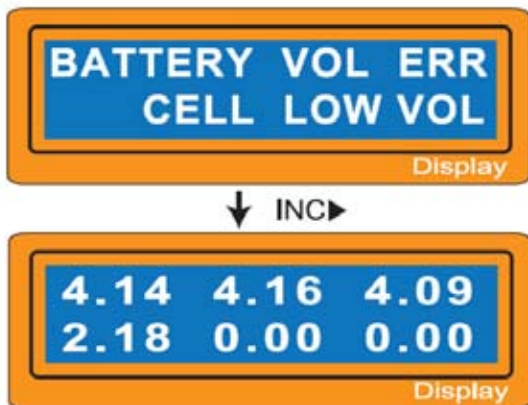 BATTERY VOL ERR
CELL LOW VOL
Display
INC▶
4.14 4.16 4.09
2.18 0.00 0.00
Display